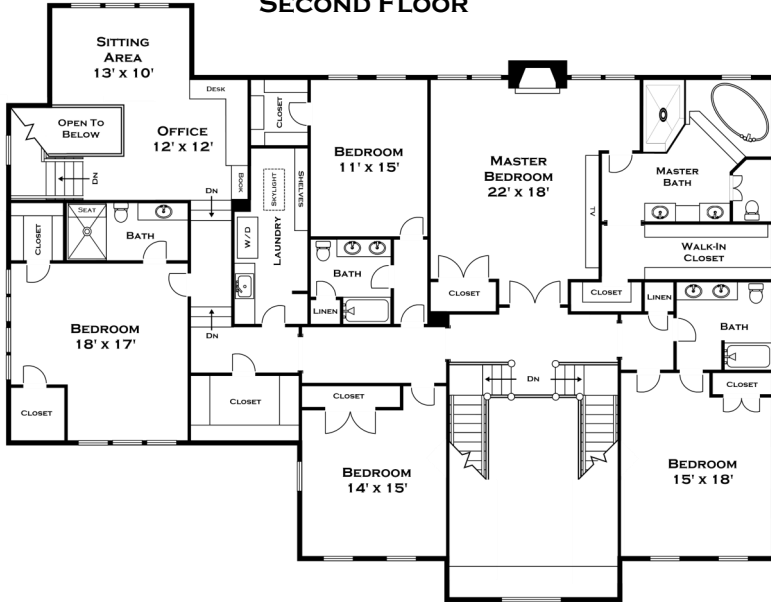 SECOND FLOOR
SITTING
AREA
13' x 10'
DESK
OPEN TO
BELOW
OFFICE
12' x 12'
DN
DN
BOOK
CLOSET
BEDROOM
11' x 15'
MASTER
BEDROOM
22' x 18'
TV
MASTER
BATH
SKYLIGHT
SHELVES
LAUNDRY
W/D
SEAT
BATH
CLOSET
WALK-IN
CLOSET
BATH
LINEN
CLOSET
CLOSET
LINEN
BATH
BEDROOM
18' x 17'
DN
CLOSET
CLOSET
DN
CLOSET
CLOSET
BEDROOM
14' x 15'
BEDROOM
15' x 18'